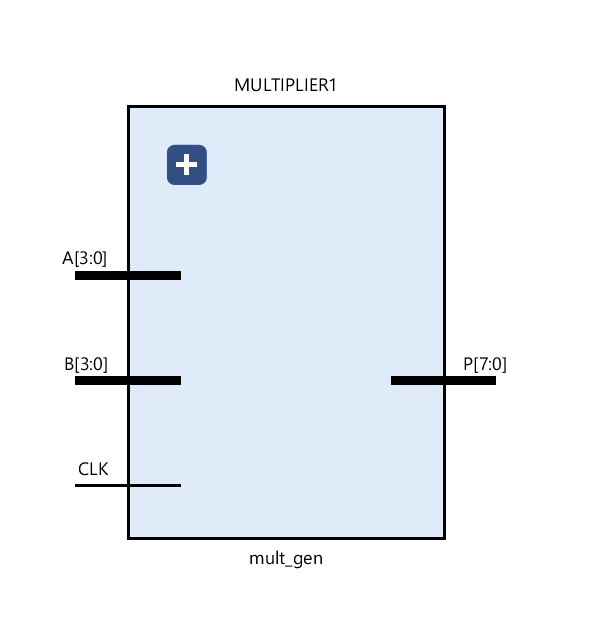 MULTIPLIER1
A[3:0]
B[3:0]
P[7:0]
CLK
mult_gen